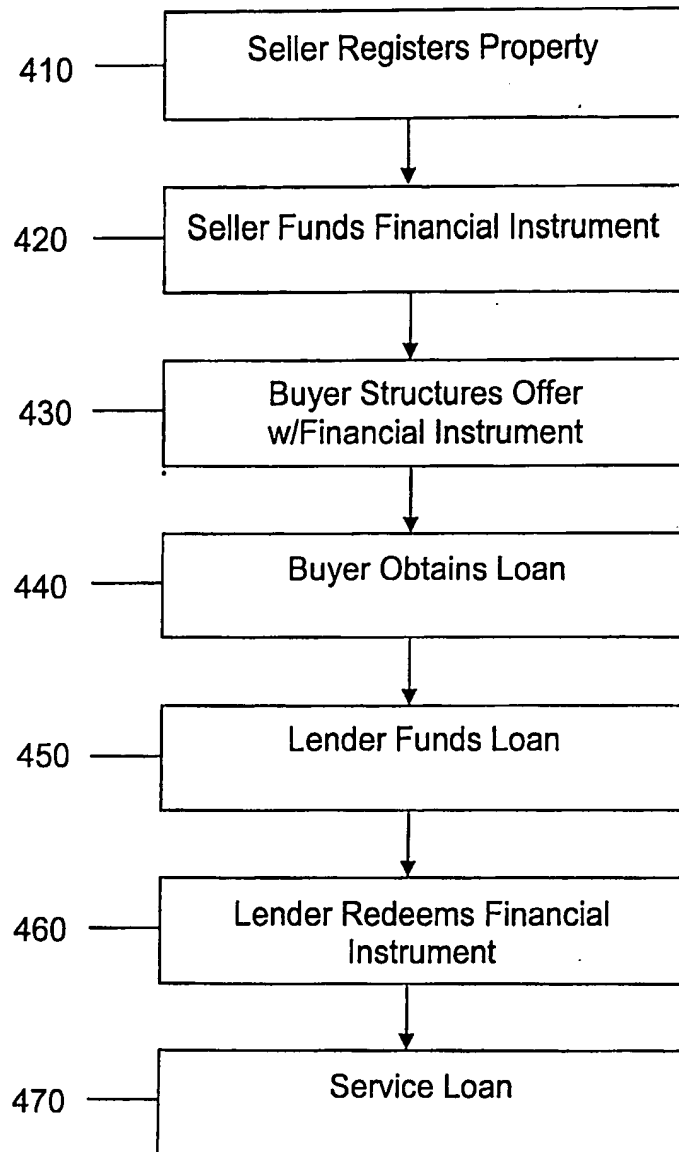 410
Seller Registers Property
420
Seller Funds Financial Instrument
430
Buyer Structures Offer
w/Financial Instrument
440
Buyer Obtains Loan
450
Lender Funds Loan
460
Lender Redeems Financial
Instrument
470
Service Loan